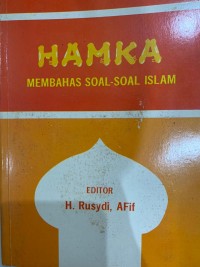 HAMKA
MEMBAHAS SOAL-SOAL ISLAM
EDITOR
H. Rusydi, AFif